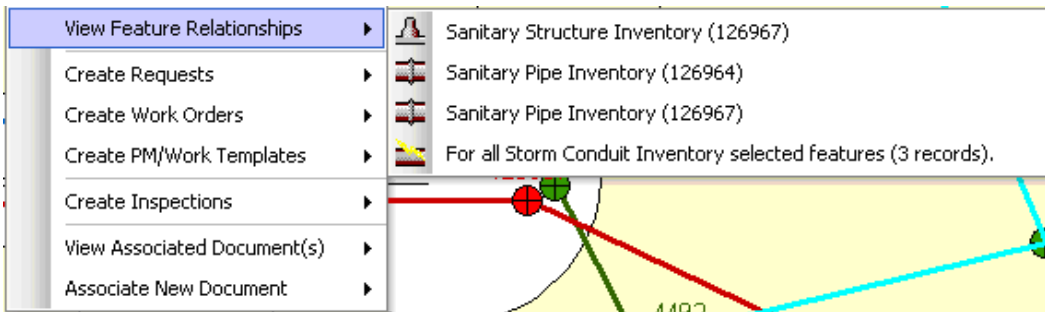 View Feature Relationships
Create Requests
Create Work Orders
Create PM/Work Templates
Create Inspections
View Associated Document(s)
Associate New Document
Sanitary Structure Inventory (126967)
Sanitary Pipe Inventory (126964)
Sanitary Pipe Inventory (126967)
For all Storm Conduit Inventory selected features (3 records).